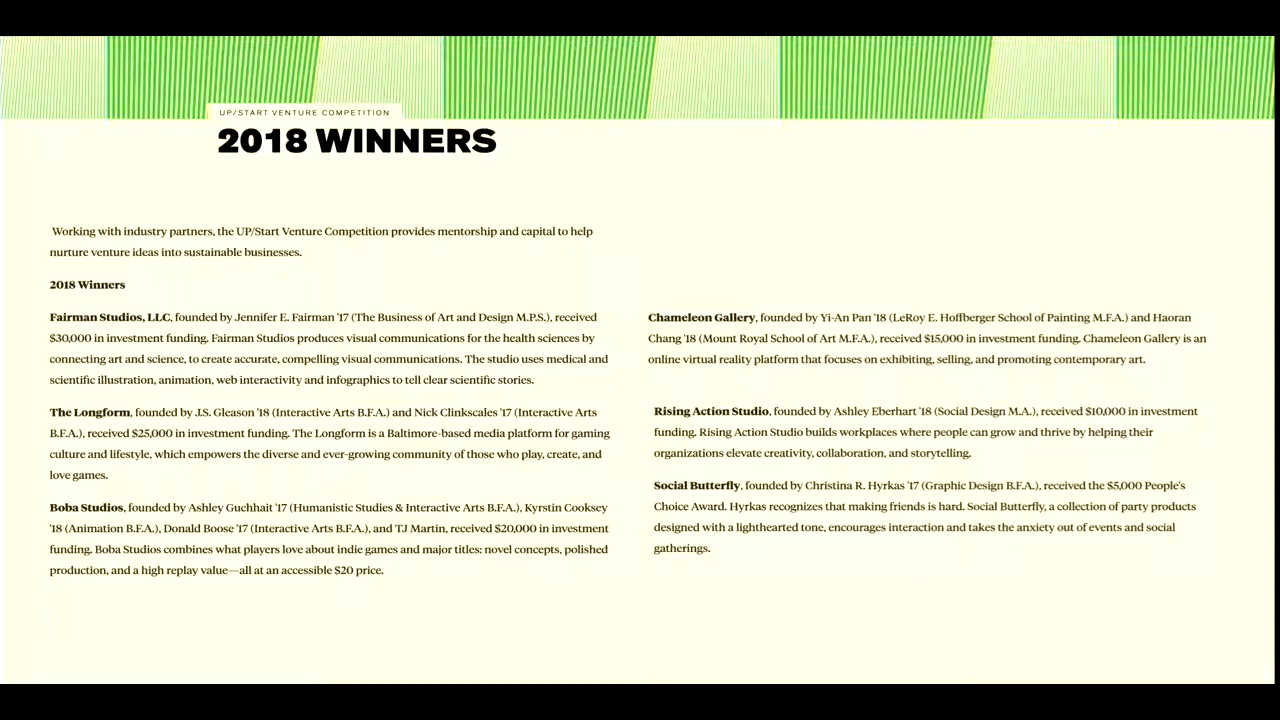 UP/START VENTURE COMPETITION
2018 WINNERS
Working with industry partners, the UP/Start Venture Competition provides mentorship and capital to help
nurture venture ideas into sustainable businesses.
2018 Winners
Fairman Studios, LLC, founded by Jennifer E. Fairman '17 (The Business of Art and Design M.P.S.), received
$30,000 in investment funding. Fairman Studios produces visual communications for the health sciences by
connecting art and science, to create accurate, compelling visual communications. The studio uses medical and
scientific illustration, animation, web interactivity and infographics to tell clear scientific stories.
The Longform, founded by J.S. Gleason '18 (Interactive Arts B.F.A.) and Nick Clinkscales '17 (Interactive Arts
B.F.A.), received $25,000 in investment funding. The Longform is a Baltimore-based media platform for gaming
culture and lifestyle, which empowers the diverse and ever-growing community of those who play, create, and
love games.
Boba Studios, founded by Ashley Guchhait '17 (Humanistic Studies & Interactive Arts B.F.A.), Kyrstin Cooksey
'18 (Animation B.F.A.), Donald Boose '17 (Interactive Arts B.F.A.), and TJ Martin, received $20,000 in investment
funding. Boba Studios combines what players love about indie games and major titles: novel concepts, polished
production, and a high replay value—all at an accessible $20 price.
Chameleon Gallery, founded by Yi-An Pan '18 (LeRoy E. Hoffberger School of Painting M.F.A.) and Haoran
Chang '18 (Mount Royal School of Art M.F.A.), received $15,000 in investment funding. Chameleon Gallery is an
online virtual reality platform that focuses on exhibiting, selling, and promoting contemporary art.
Rising Action Studio, founded by Ashley Eberhart '18 (Social Design M.A.), received $10,000 in investment
funding. Rising Action Studio builds workplaces where people can grow and thrive by helping their
organizations elevate creativity, collaboration, and storytelling.
Social Butterfly, founded by Christina R. Hyrkas '17 (Graphic Design B.F.A.), received the $5,000 People's
Choice Award. Hyrkas recognizes that making friends is hard. Social Butterfly, a collection of party products
designed with a lighthearted tone, encourages interaction and takes the anxiety out of events and social
gatherings.